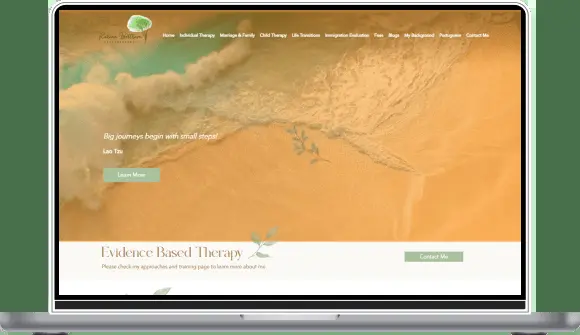 Home Individual Therapy Marriage & Family Child Therapy Life Transitions Immigration Evaluation Fees Blogs My Background Portuguese Contact Me
Big journeys begin with small steps!
Lao Tzu
Learn More
Evidence Based Therapy
Contact Me
Please check my approaches and training page to learn more about me.